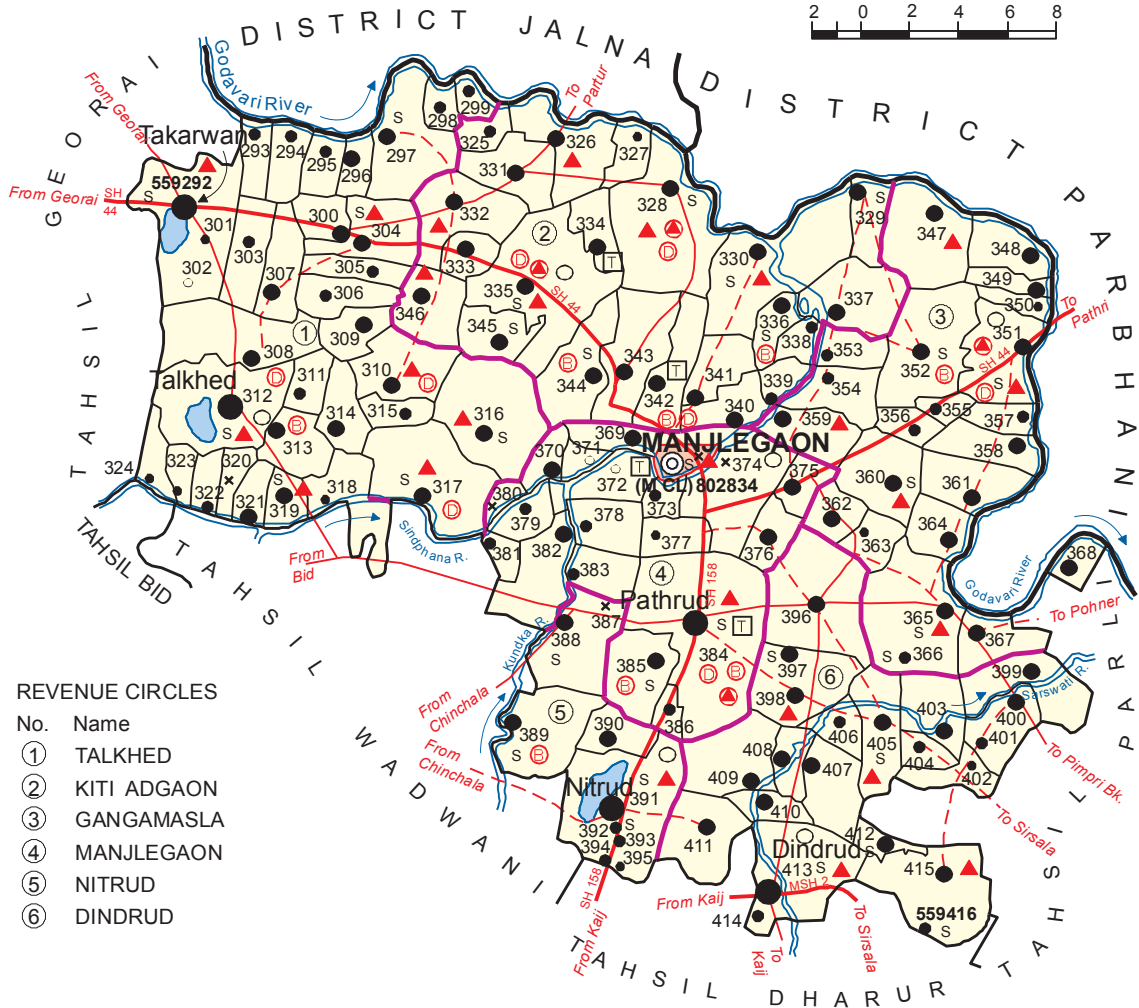 2 0 2 4 6 8
DISTRICT JALNA
DISTRICT PARBHANI
TAHSIL GEORAI
TAHSIL BID
TAHSIL WADWANI
TAHSIL DHARUR
TAHSIL PARLI
Godavari River
From Georai
To Partur
Takarwan
559292
From Georai
SH 44
293
294
295
296
297
298
299
300
301
302
303
304
305
306
307
308
309
310
311
312
313
314
315
316
317
318
319
320
321
322
323
324
325
326
327
328
329
330
331
332
333
334
335
336
337
338
339
340
341
342
343
344
345
346
347
348
349
350
351
352
353
354
355
356
357
358
359
360
361
362
363
364
365
366
367
368
369
370
371
372
373
374
375
376
377
378
379
380
381
382
383
384
385
386
387
388
389
390
391
392
393
394
395
396
397
398
399
400
401
402
403
404
405
406
407
408
409
410
411
412
413
414
415
559416
1
2
3
4
5
6
S
D
B
T
SH 44
SH 44
To Pathri
Talkhed
MANJLEGAON
(M CL) 802834
Sindphana R.
From Bid
Pathrud
SH 158
Godavari River
To Pohner
Kundka R.
From Chinchala
From Chinchala
Sarswati R.
To Pimpri Bk.
To Sirsala
Nitrud
Dindrud
MSH 2
From Kaij
To Sirsala
To Kaij
SH 158
From Kaij
REVENUE CIRCLES
No. Name
1 TALKHED
2 KITI ADGAON
3 GANGAMASLA
4 MANJLEGAON
5 NITRUD
6 DINDRUD